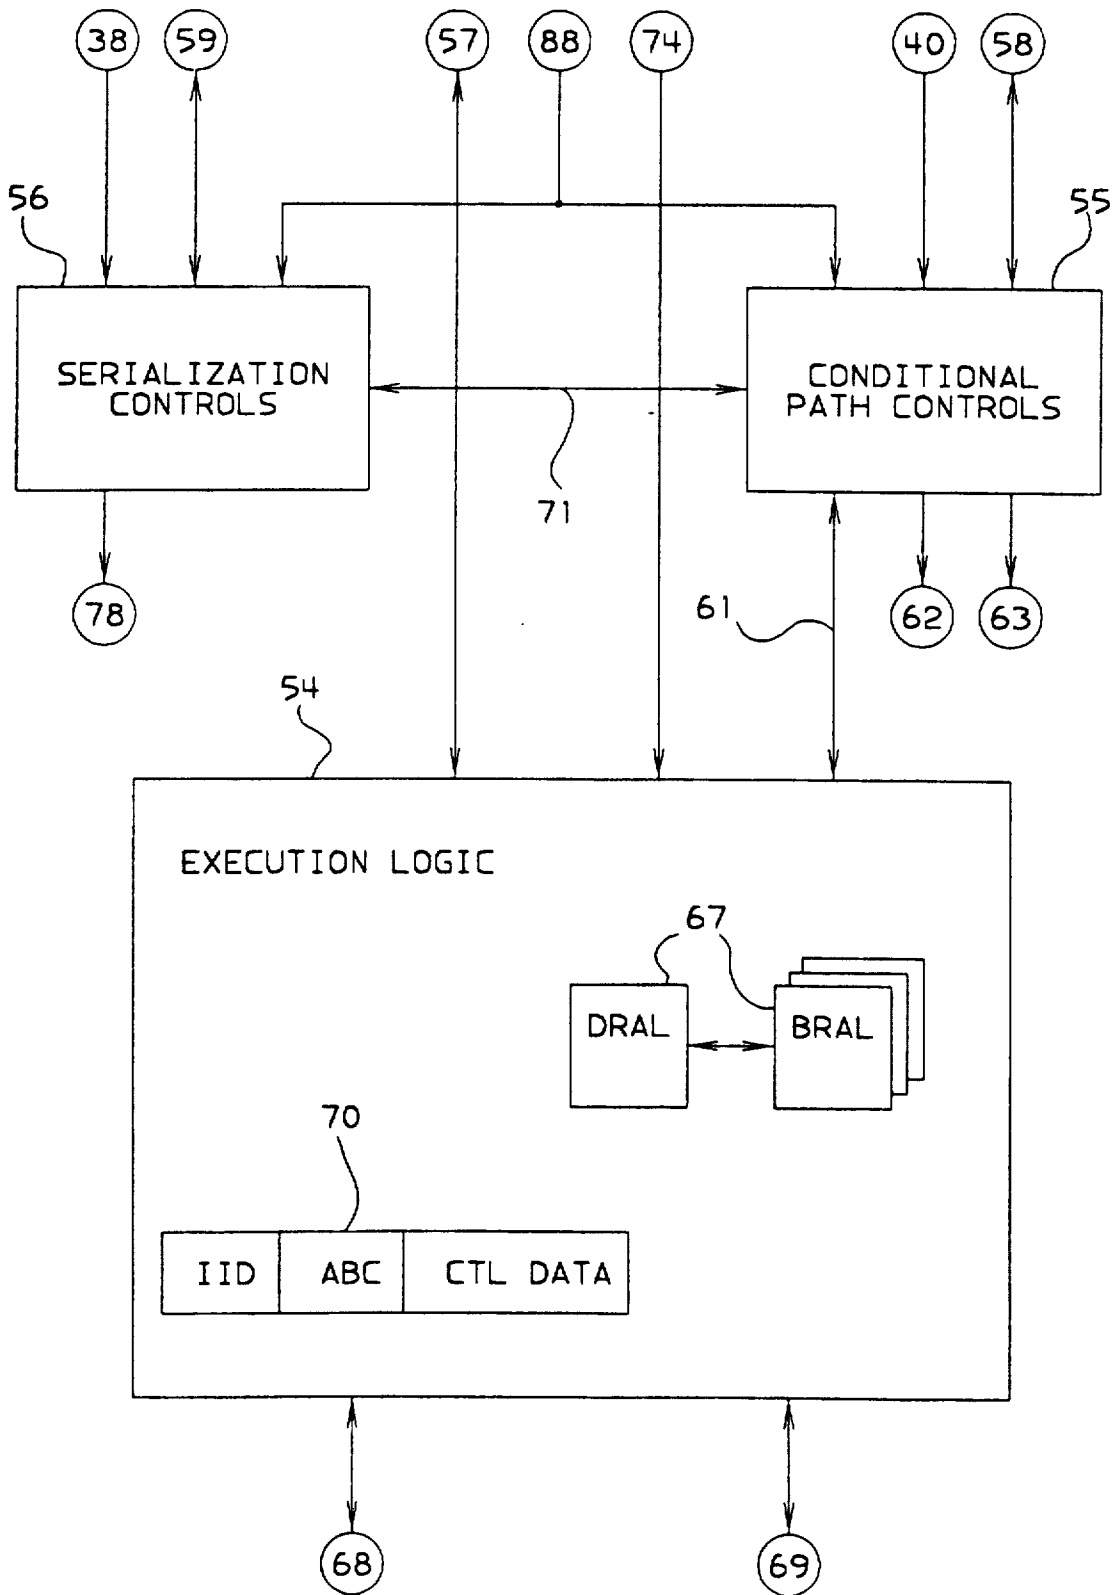 38 59 57 88 74 40 58
56
55
SERIALIZATION
CONTROLS
CONDITIONAL
PATH CONTROLS
71
78
61
62 63
54
EXECUTION LOGIC
67
DRAL
BRAL
70
IID ABC CTL DATA
68 69